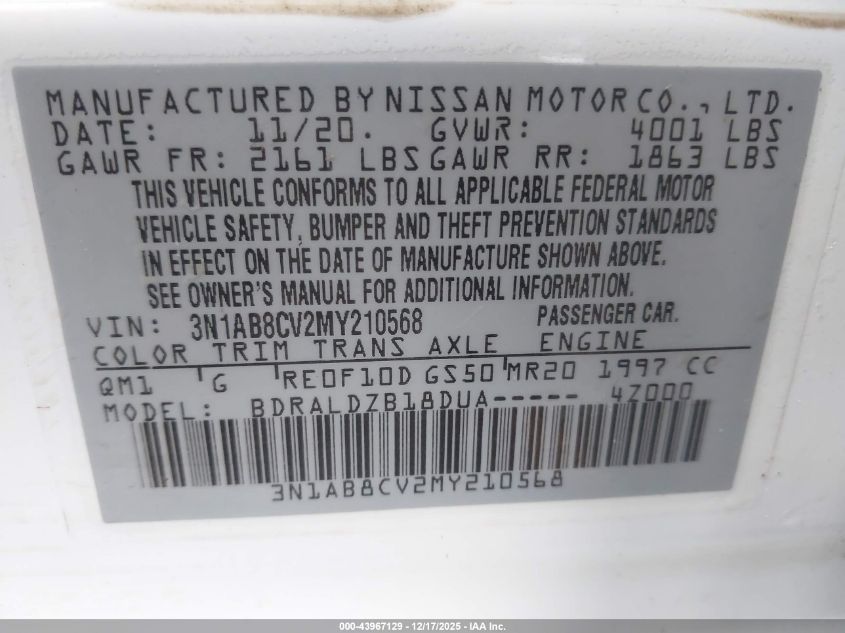 MANUFACTURED BY NISSAN MOTOR CO., LTD.
DATE: 11/20. GVWR: 4001 LBS
GAWR FR: 2161 LBS GAWR RR: 1863 LBS
THIS VEHICLE CONFORMS TO ALL APPLICABLE FEDERAL MOTOR
VEHICLE SAFETY, BUMPER AND THEFT PREVENTION STANDARDS
IN EFFECT ON THE DATE OF MANUFACTURE SHOWN ABOVE.
SEE OWNER'S MANUAL FOR ADDITIONAL INFORMATION.
VIN: 3N1AB8CV2MY210568 PASSENGER CAR.
COLOR TRIM TRANS AXLE ENGINE
QM1 G RE0F10D GS50 MR20 1997 CC
MODEL: BDRALDZB18DUA----- 4Z000
3N1AB8CV2MY210568
000-43967129 - 12/17/2025 - IAA Inc.